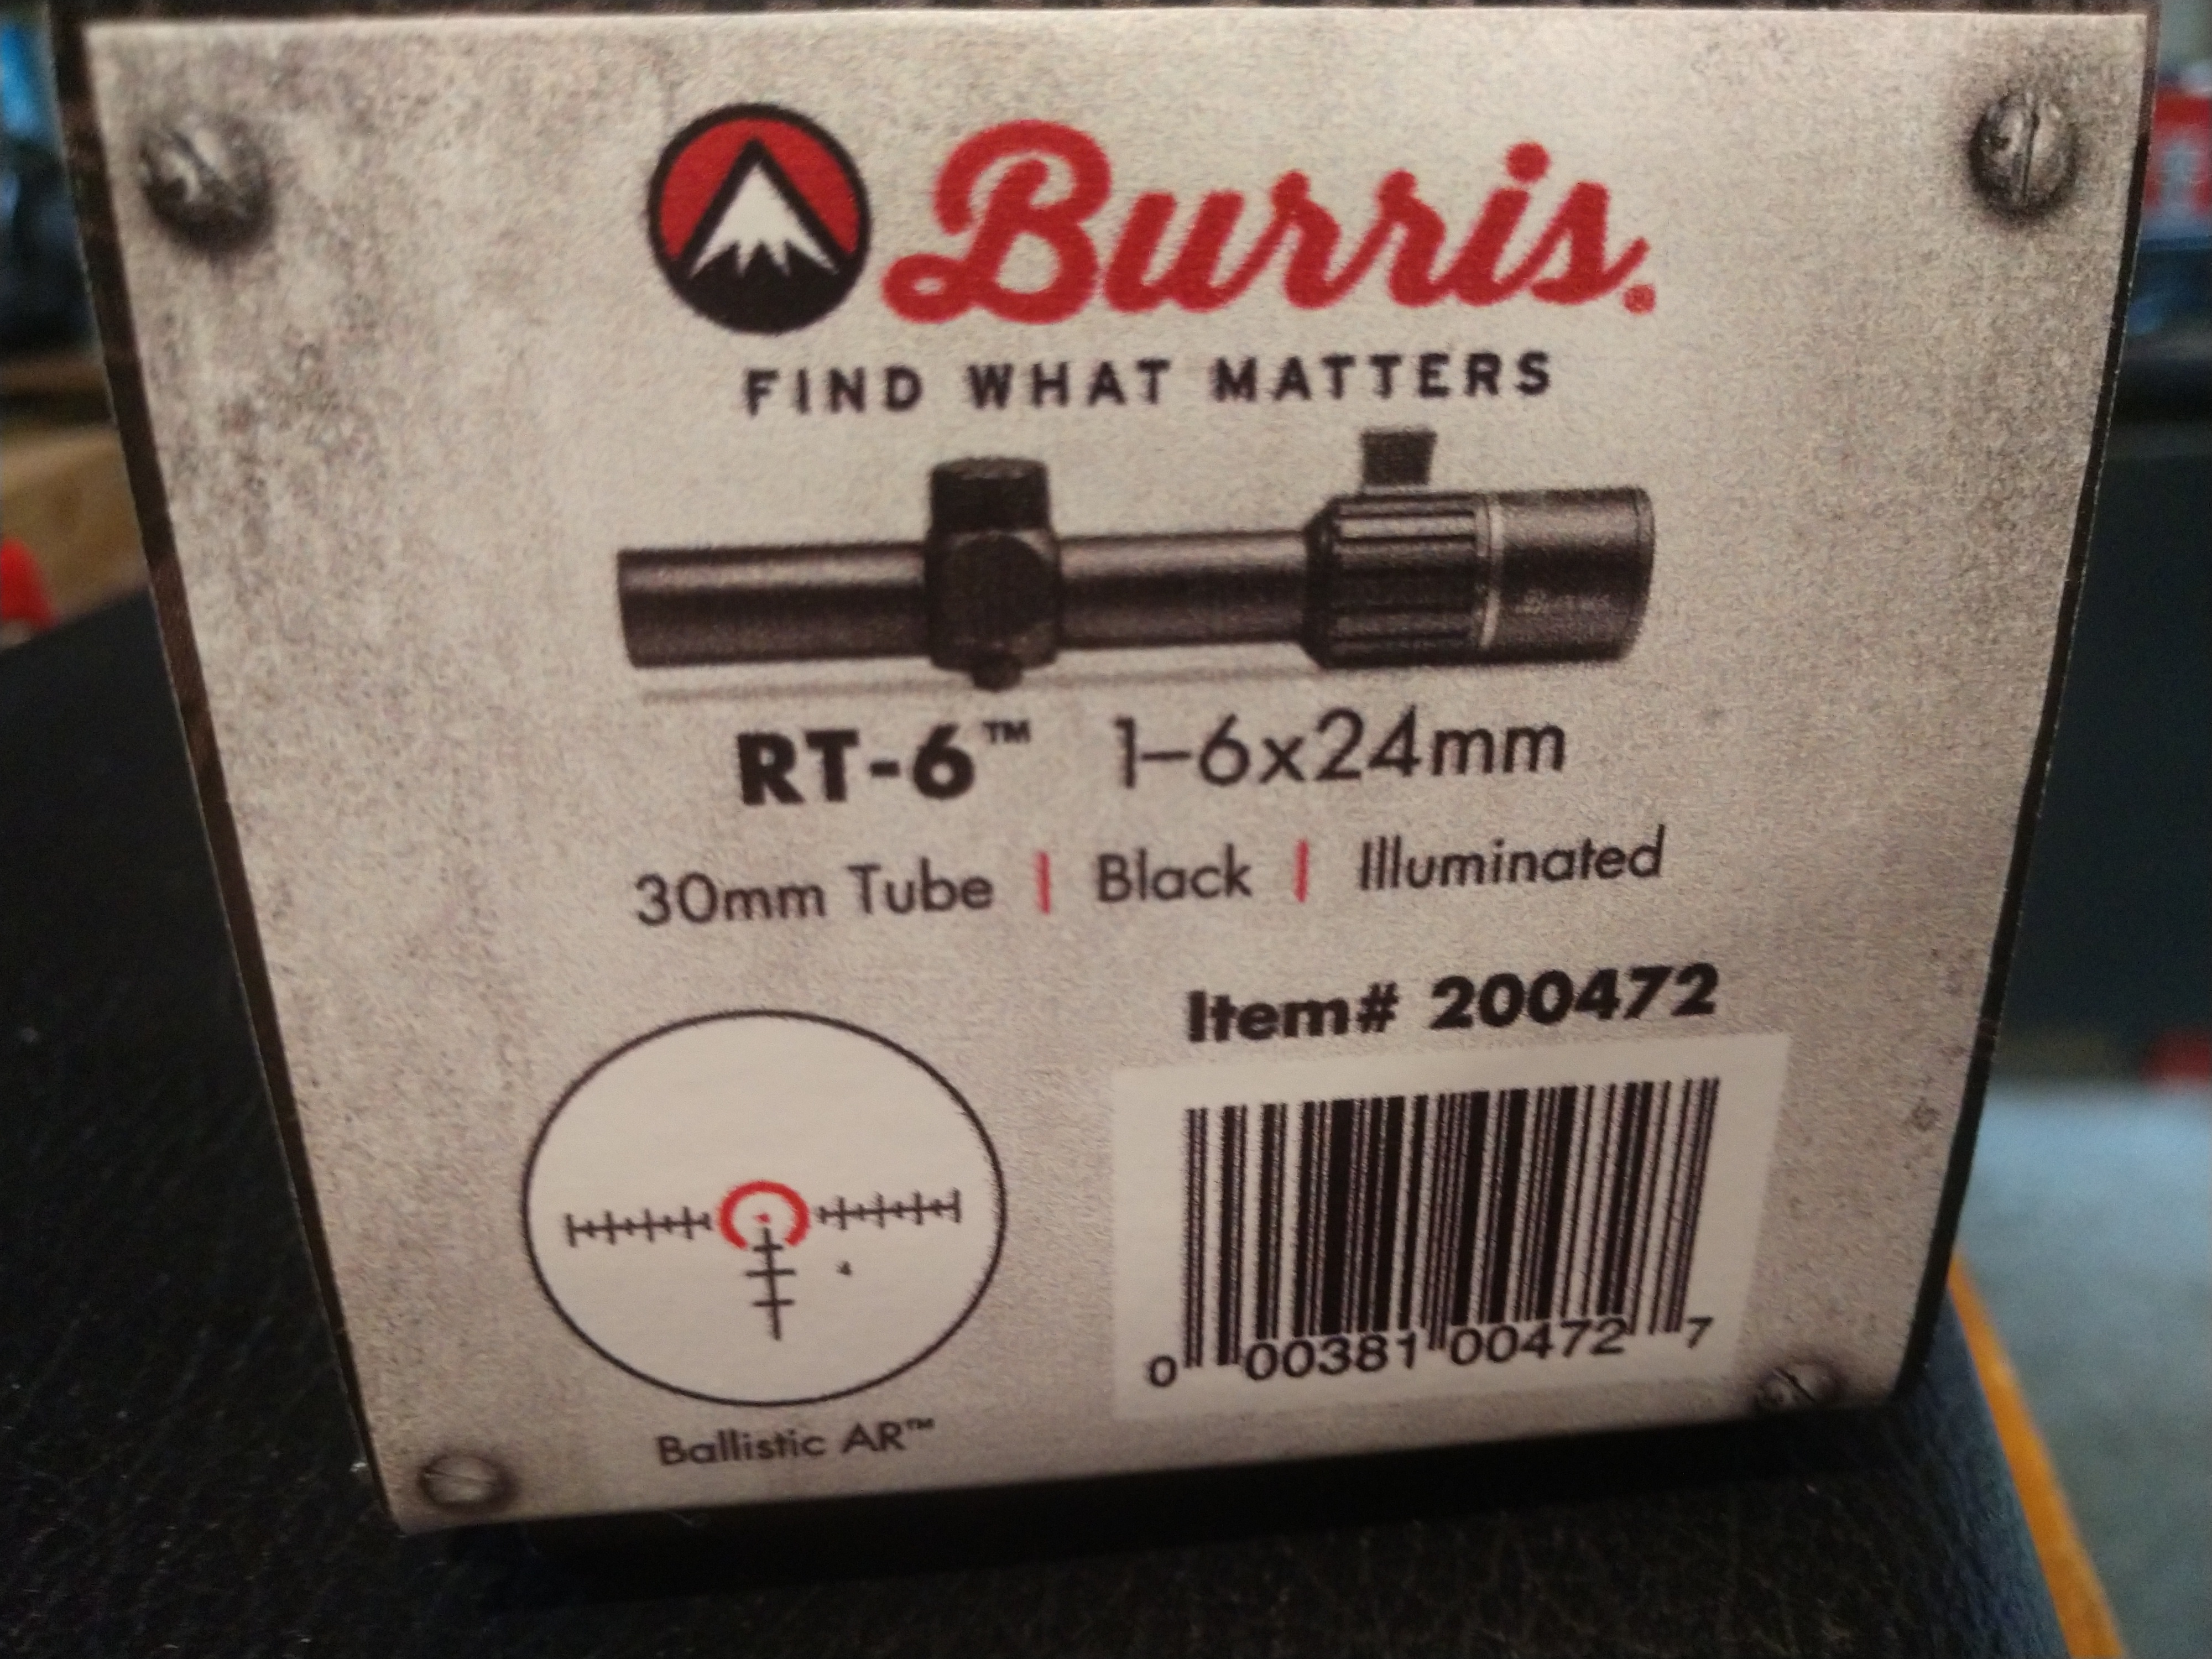 Burris®
FIND WHAT MATTERS
RT-6™ 1–6x24mm
30mm Tube | Black | Illuminated
Item# 200472
4
0 00381 00472 7
Ballistic AR™